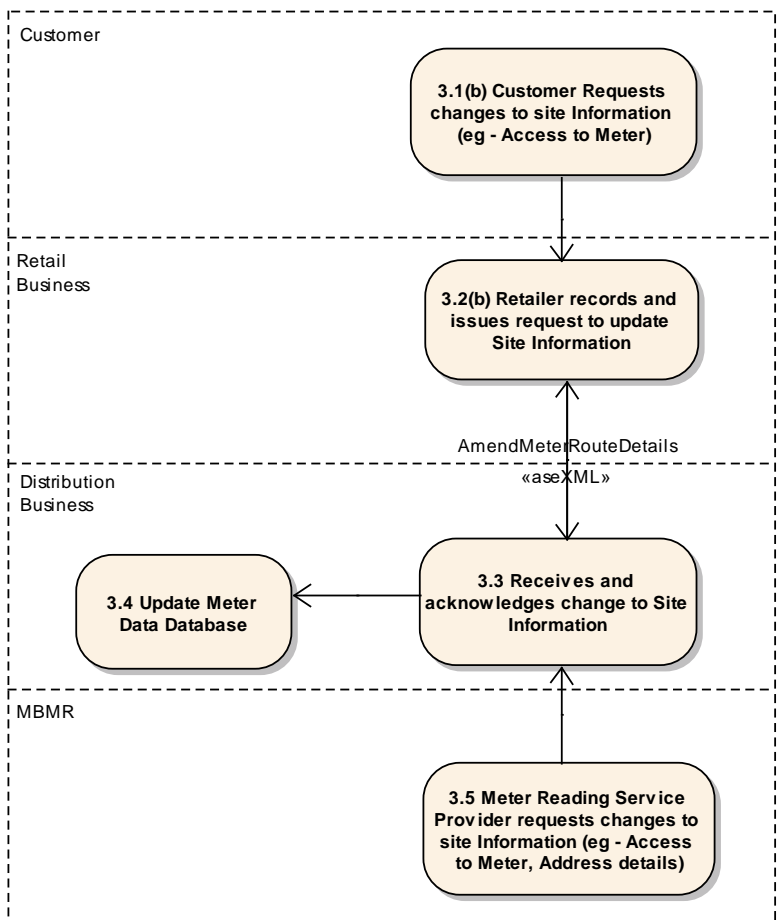 Customer
3.1(b) Customer Requests
changes to site Information
(eg - Access to Meter)
Retail
Business
3.2(b) Retailer records and
issues request to update
Site Information
AmendMeterRouteDetails
«aseXML»
Distribution
Business
3.4 Update Meter
Data Database
3.3 Receives and
acknowledges change to Site
Information
MBMR
3.5 Meter Reading Service
Provider requests changes to
site Information (eg - Access
to Meter, Address details)